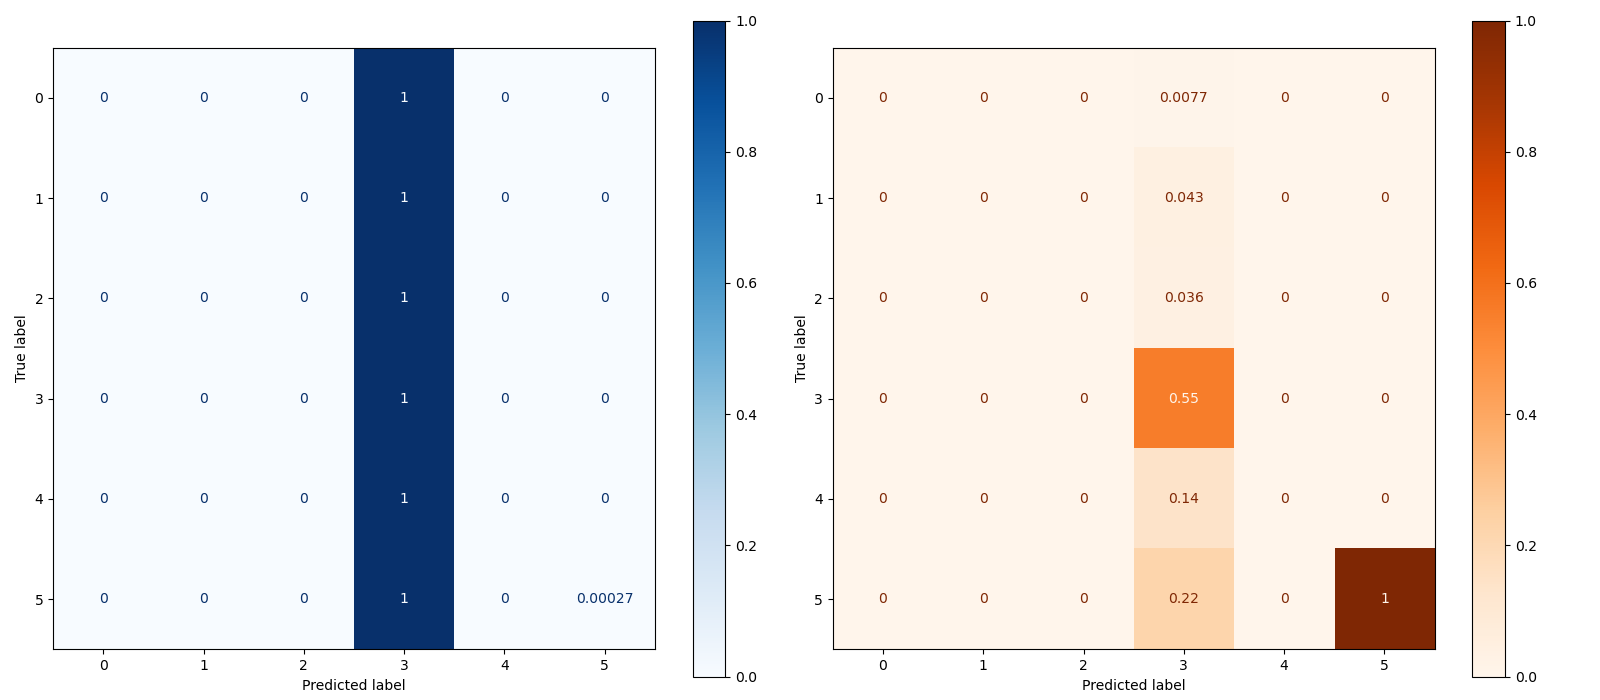 0 0 0 0 1 0 0
1 0 0 0 1 0 0
2 0 0 0 1 0 0
3 0 0 0 1 0 0
4 0 0 0 1 0 0
5 0 0 0 1 0 0.00027
0 1 2 3 4 5
True label
Predicted label
1.0
0.8
0.6
0.4
0.2
0.0
0 0 0 0 0.0077 0 0
1 0 0 0 0.043 0 0
2 0 0 0 0.036 0 0
3 0 0 0 0.55 0 0
4 0 0 0 0.14 0 0
5 0 0 0 0.22 0 1
0 1 2 3 4 5
True label
Predicted label
1.0
0.8
0.6
0.4
0.2
0.0